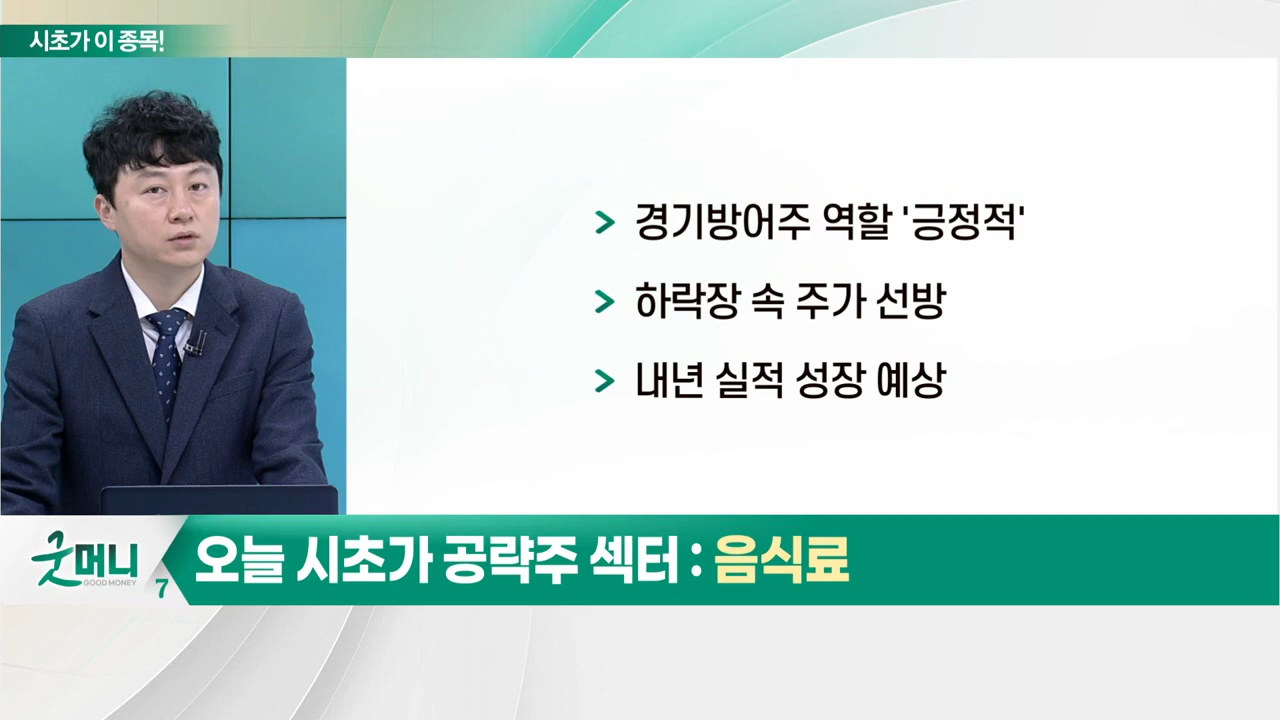 시초가 이 종목!
> 경기방어주 역할 '긍정적'
> 하락장 속 주가 선방
> 내년 실적 성장 예상
굿머니
GOOD MONEY
7
오늘 시초가 공략주 섹터 : 음식료